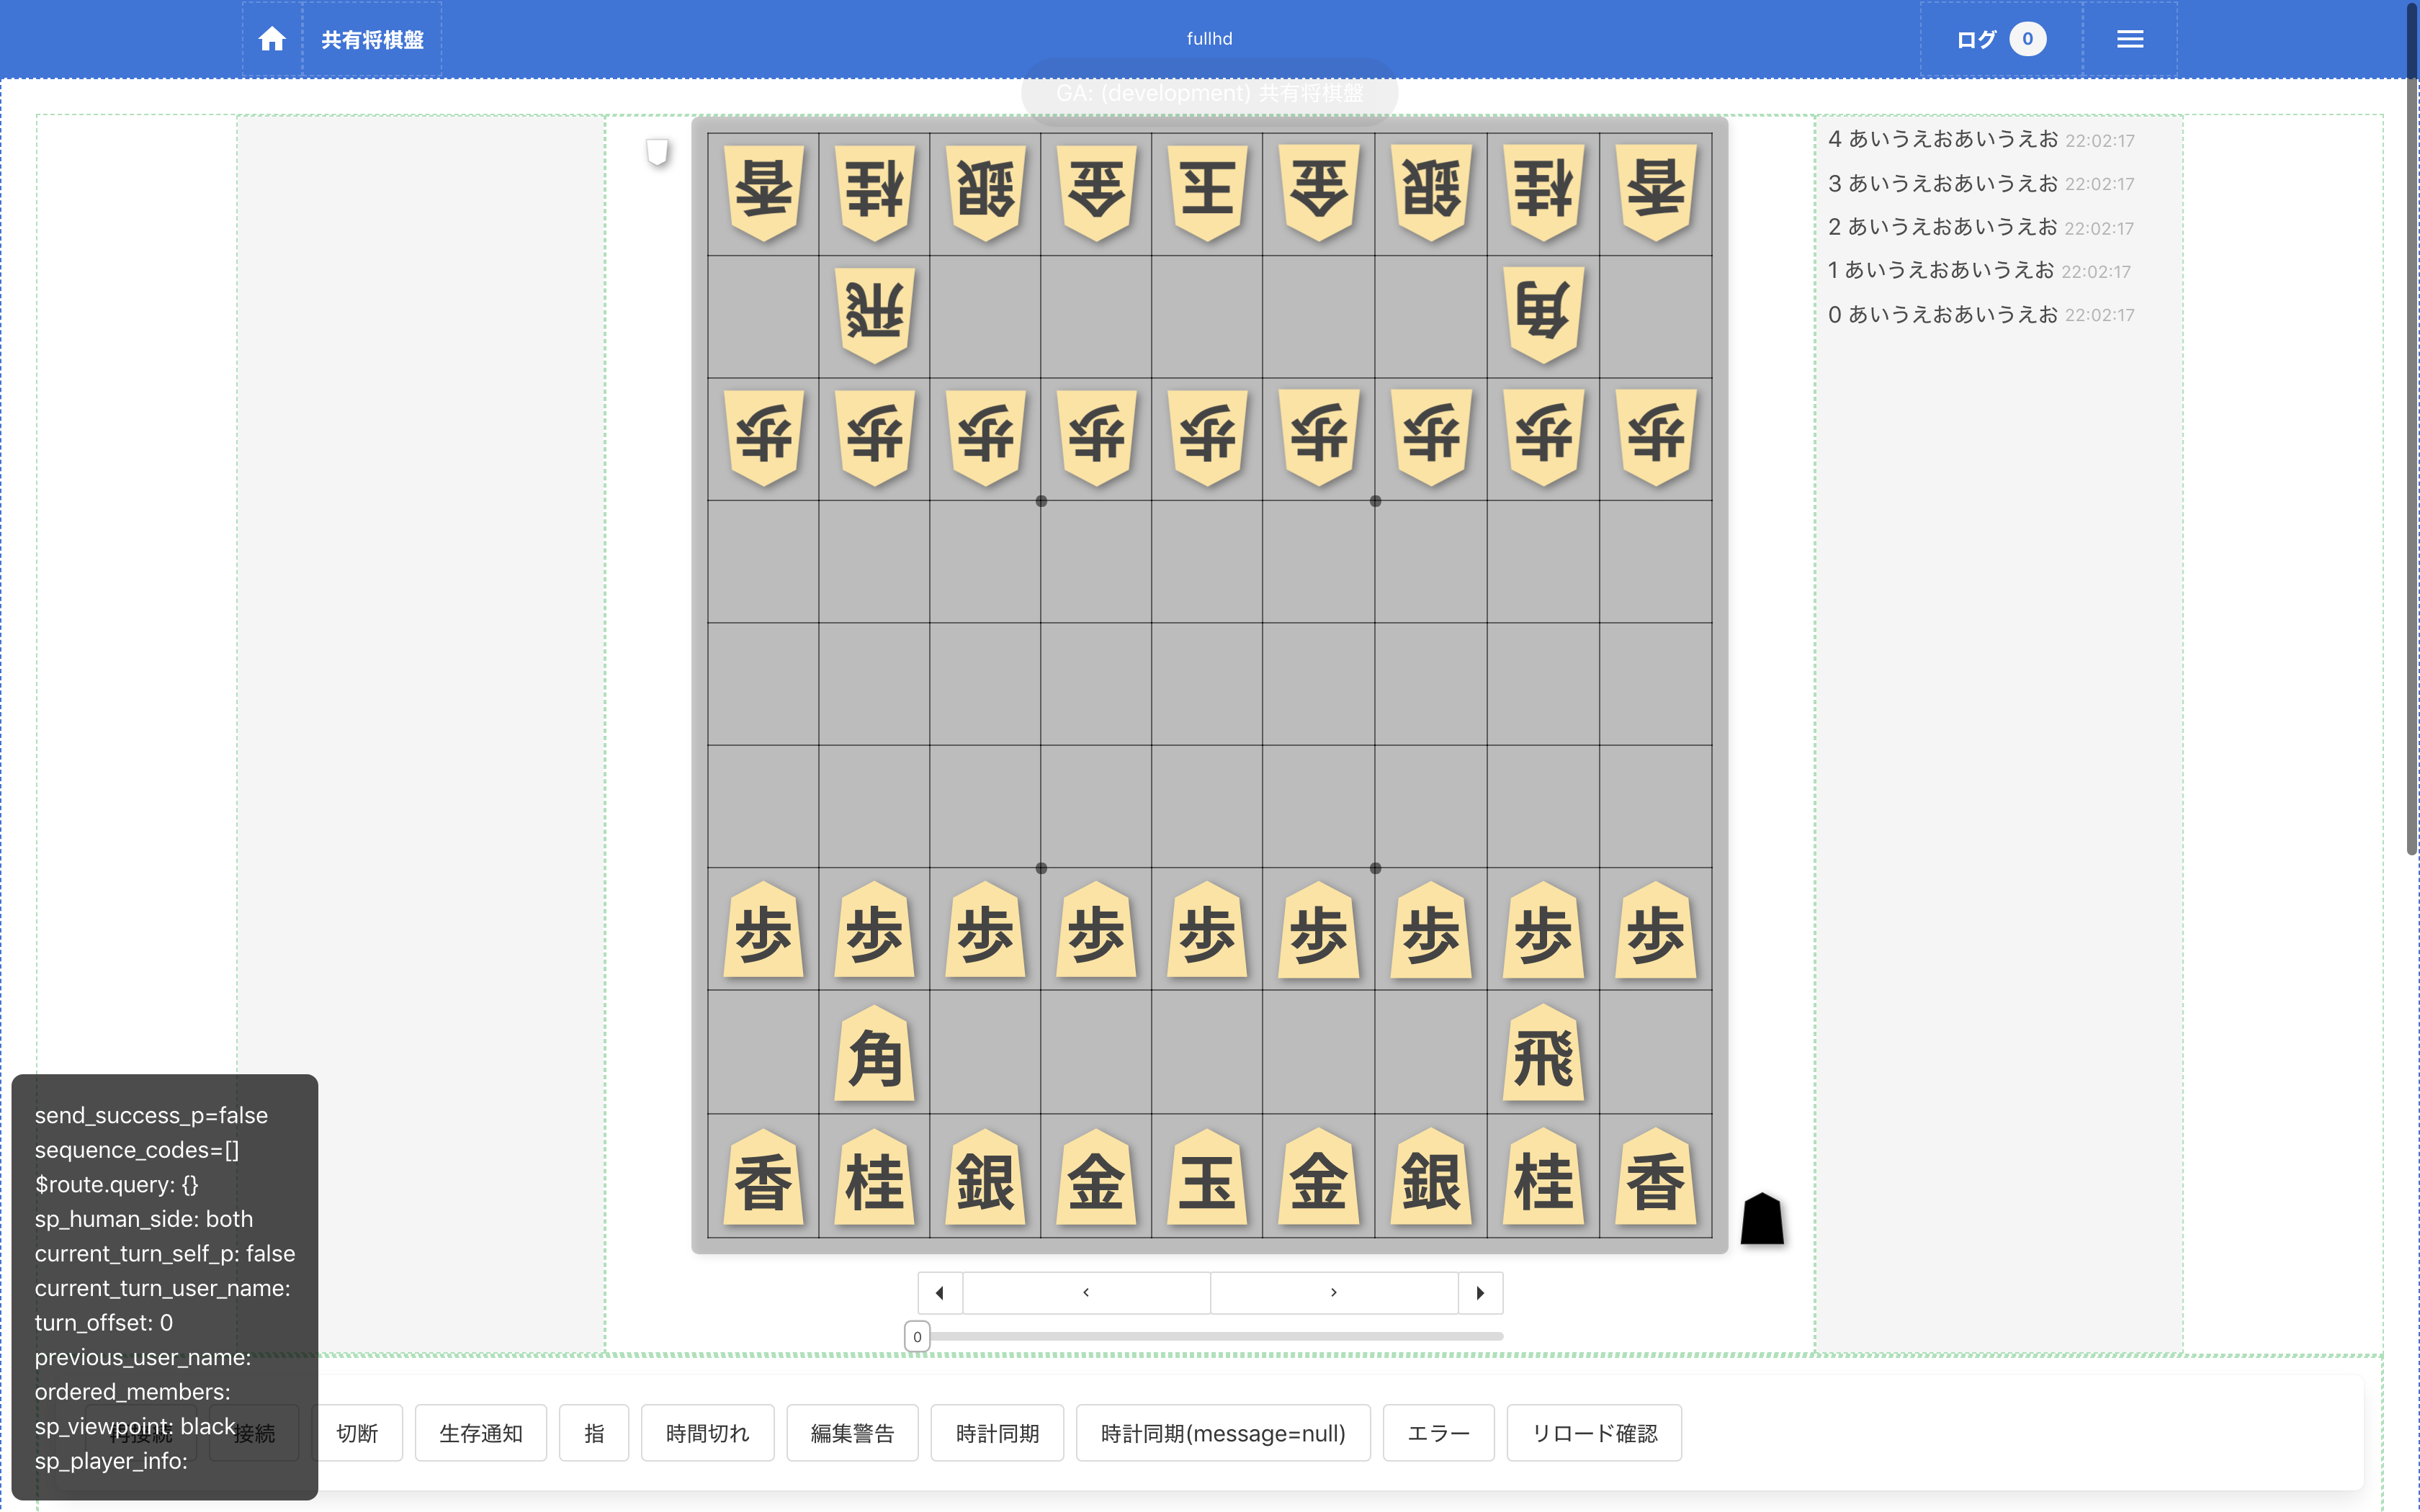 共有将棋盤
fullhd
ログ 0
GA: (development) 共有将棋盤
香 桂 銀 金 玉 金 銀 桂 香
飛 角
歩 歩 歩 歩 歩 歩 歩 歩 歩
歩 歩 歩 歩 歩 歩 歩 歩 歩
角 飛
香 桂 銀 金 玉 金 銀 桂 香
4 あいうえおあいうえお 22:02:17
3 あいうえおあいうえお 22:02:17
2 あいうえおあいうえお 22:02:17
1 あいうえおあいうえお 22:02:17
0 あいうえおあいうえお 22:02:17
0
send_success_p=false
sequence_codes=[]
$route.query: {}
sp_human_side: both
current_turn_self_p: false
current_turn_user_name:
turn_offset: 0
previous_user_name:
ordered_members:
sp_viewpoint: black
sp_player_info:
再接続 接続 切断 生存通知 指 時間切れ 編集警告 時計同期 時計同期(message=null) エラー リロード確認